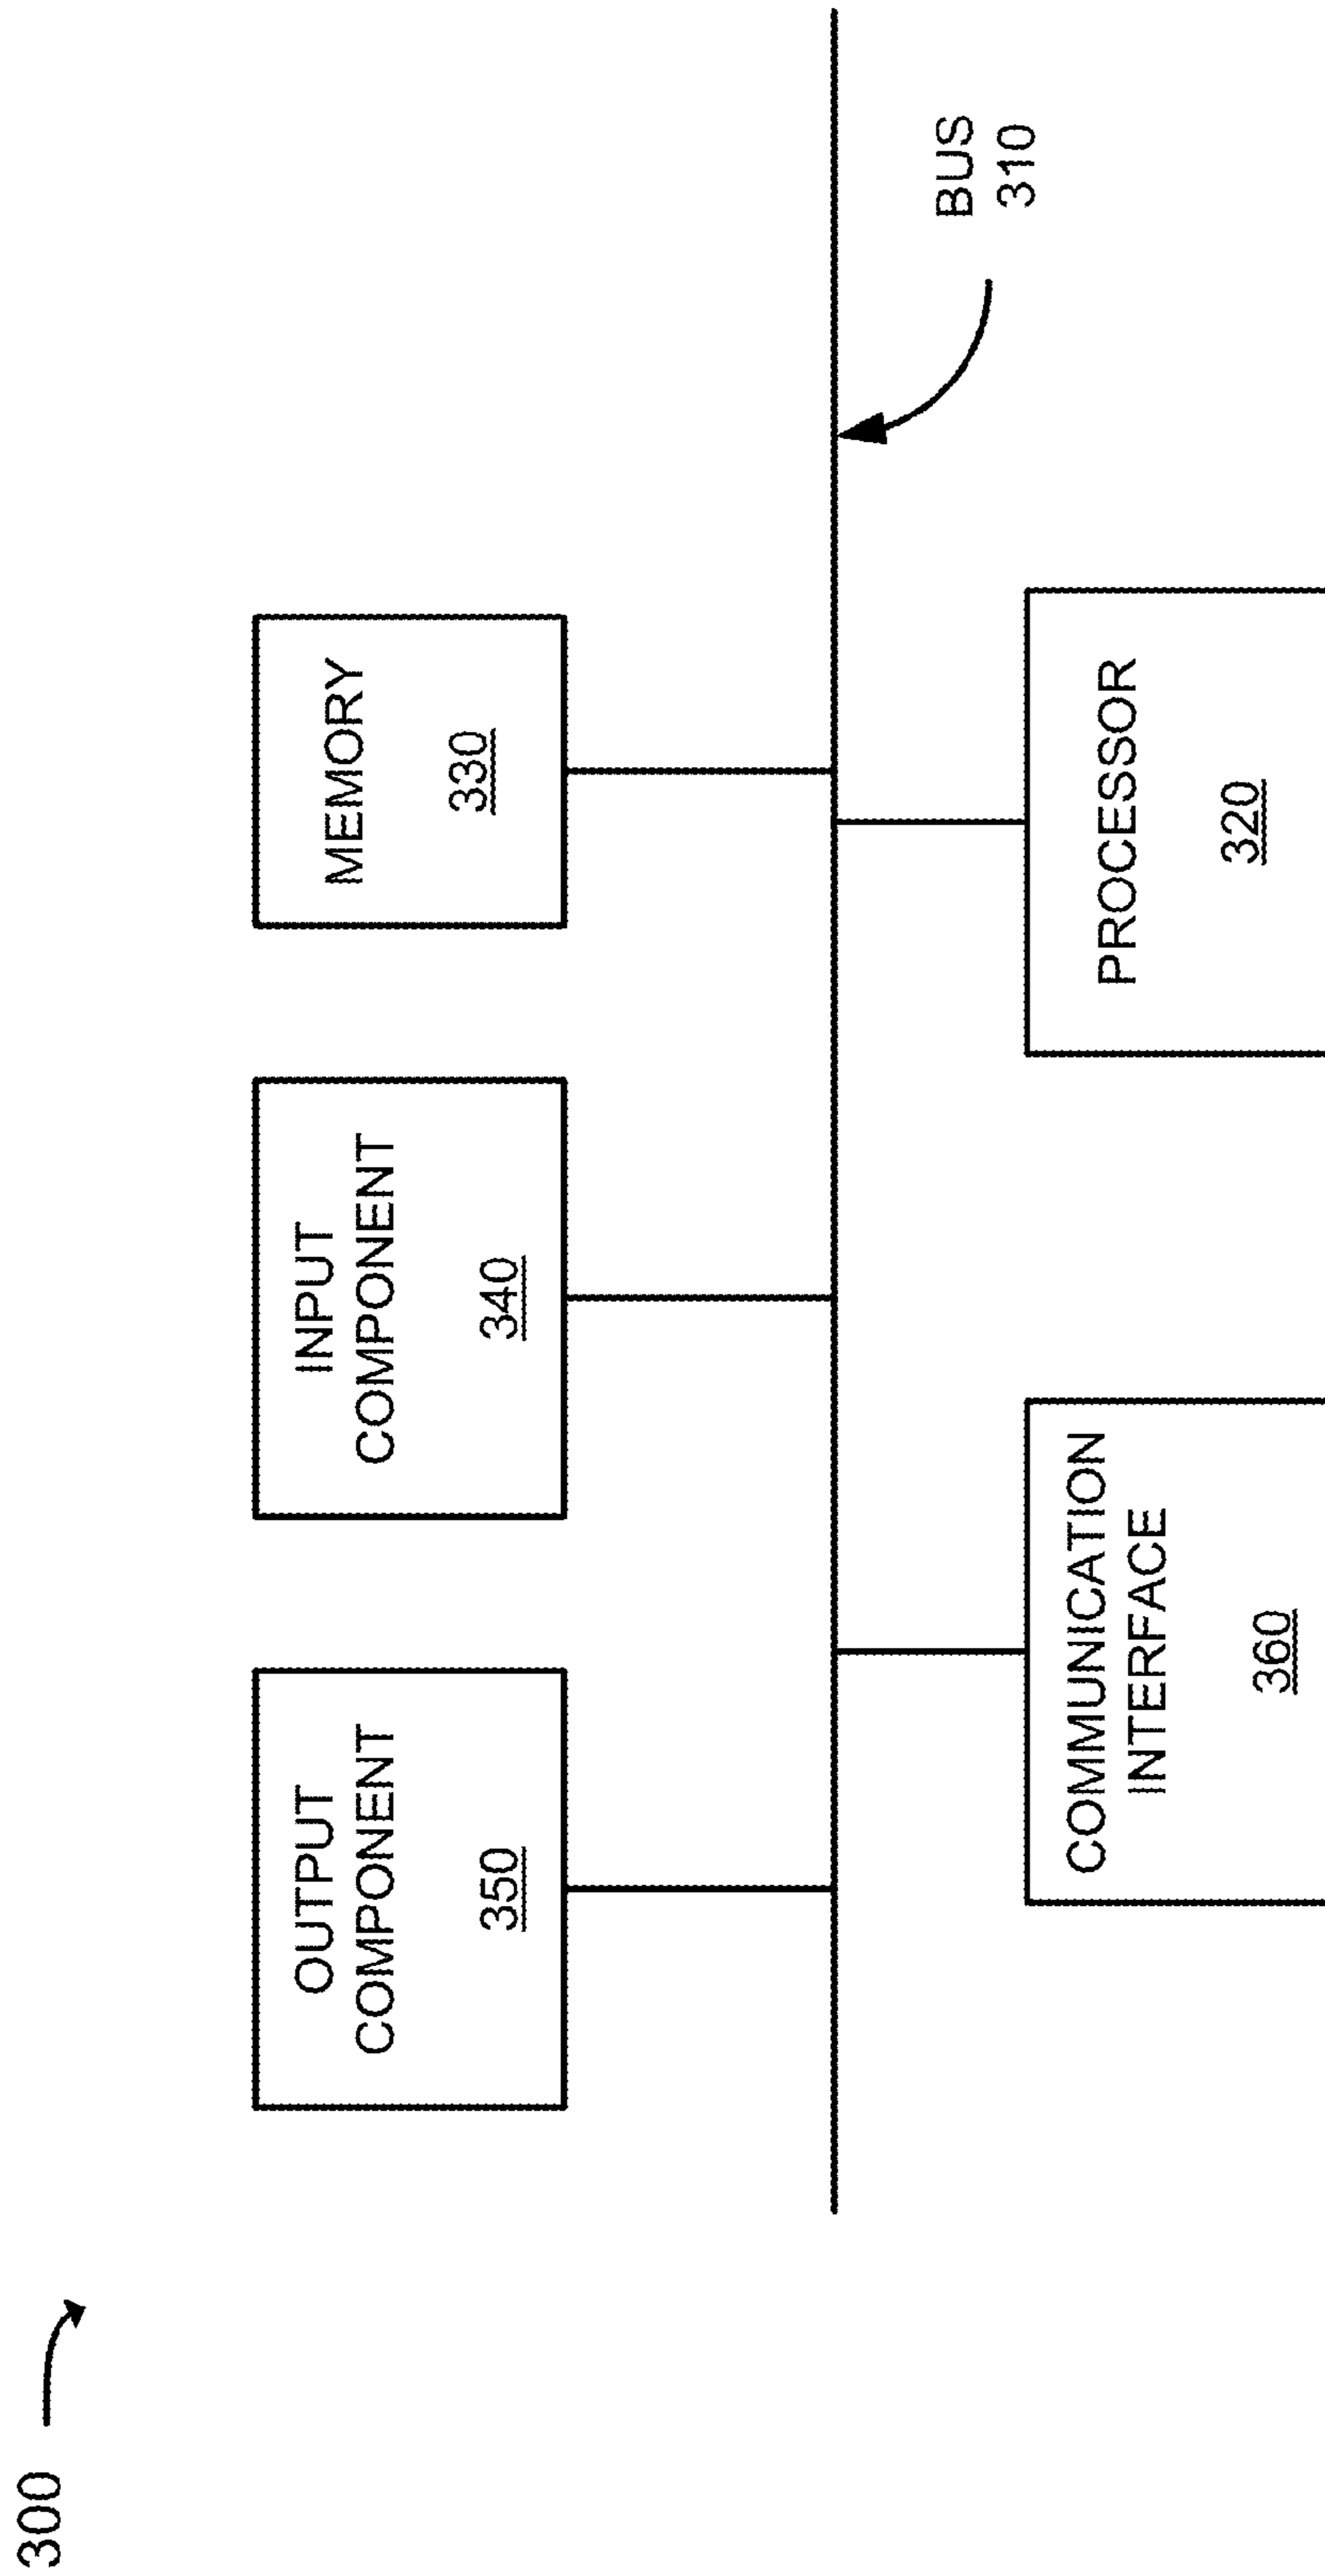 300
OUTPUT
COMPONENT
350
INPUT
COMPONENT
340
MEMORY
330
BUS
310
COMMUNICATION
INTERFACE
360
PROCESSOR
320